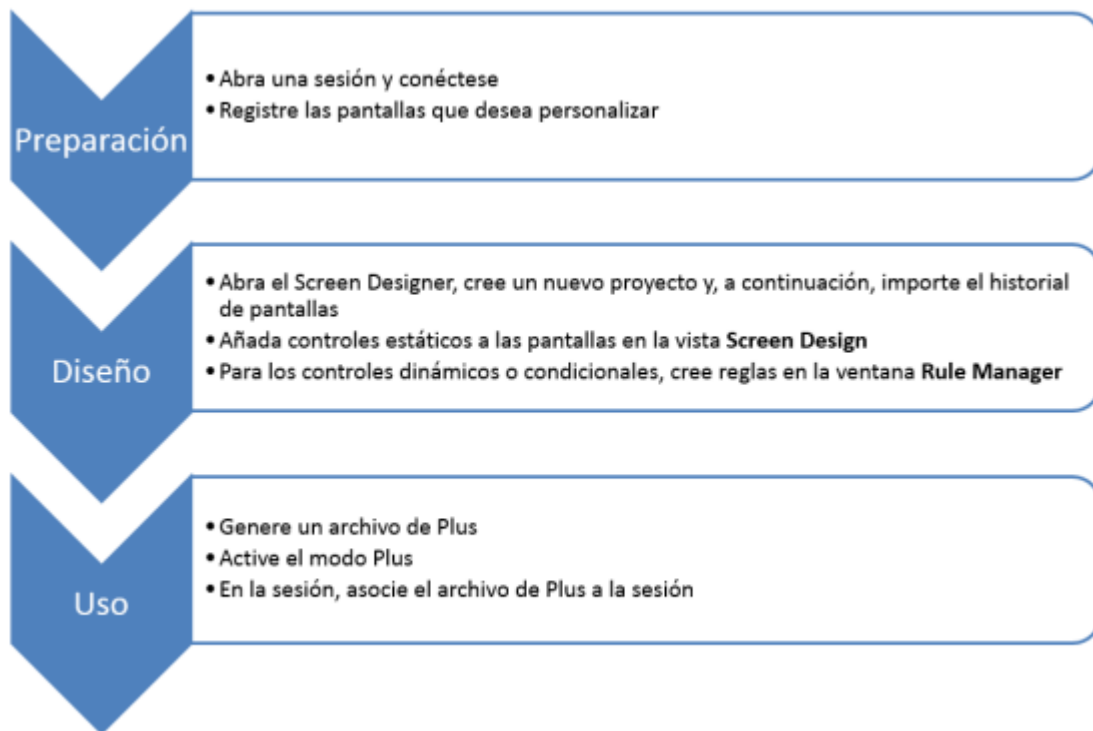 Preparación
• Abra una sesión y conéctese
• Registre las pantallas que desea personalizar
Diseño
• Abra el Screen Designer, cree un nuevo proyecto y, a continuación, importe el historial
de pantallas
• Añada controles estáticos a las pantallas en la vista Screen Design
• Para los controles dinámicos o condicionales, cree reglas en la ventana Rule Manager
Uso
• Genere un archivo de Plus
• Active el modo Plus
• En la sesión, asocie el archivo de Plus a la sesión